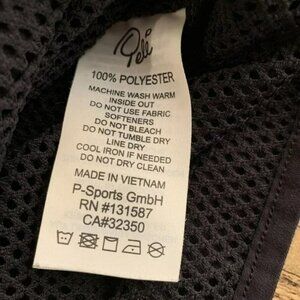 Pelé
100% POLYESTER
MACHINE WASH WARM
INSIDE OUT
DO NOT USE FABRIC
SOFTENERS
DO NOT BLEACH
DO NOT TUMBLE DRY
LINE DRY
COOL IRON IF NEEDED
DO NOT DRY CLEAN
MADE IN VIETNAM
P-Sports GmbH
RN #131587
CA#32350